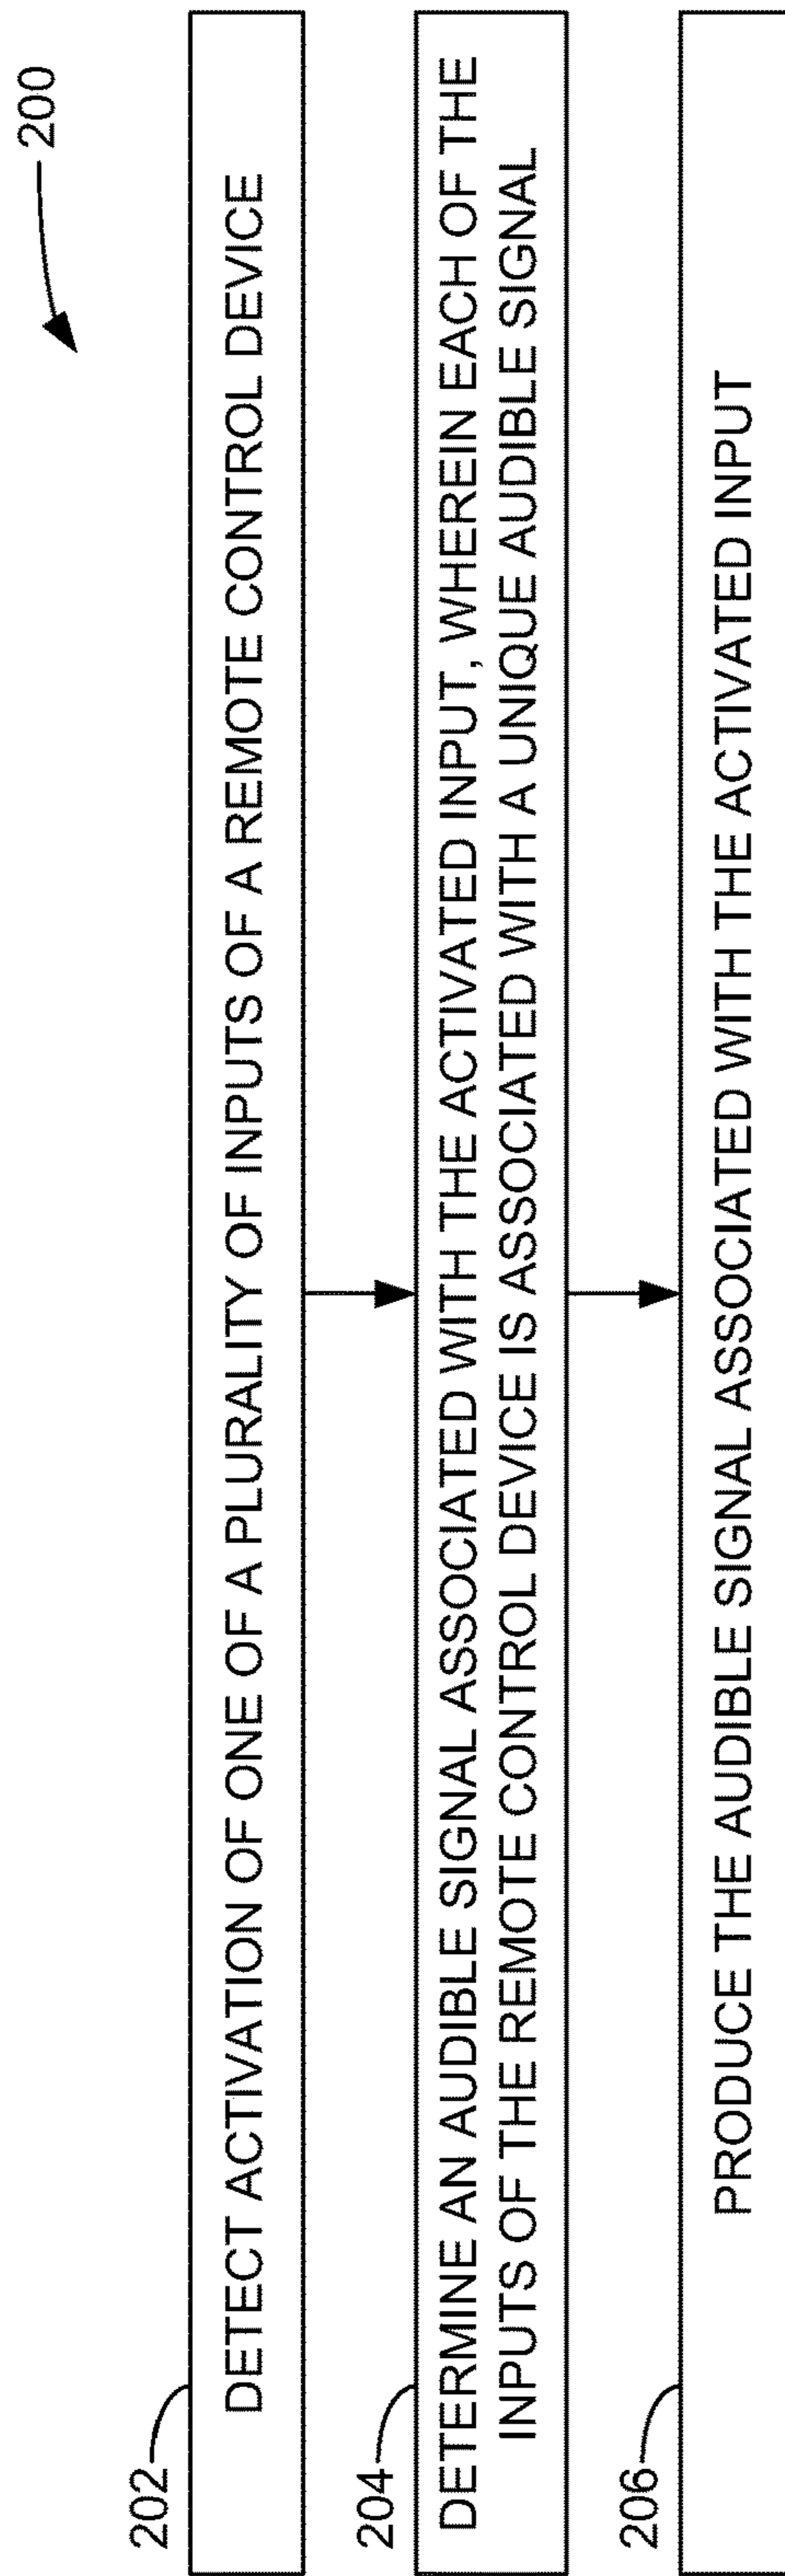 200
202
DETECT ACTIVATION OF ONE OF A PLURALITY OF INPUTS OF A REMOTE CONTROL DEVICE
204
DETERMINE AN AUDIBLE SIGNAL ASSOCIATED WITH THE ACTIVATED INPUT, WHEREIN EACH OF THE
INPUTS OF THE REMOTE CONTROL DEVICE IS ASSOCIATED WITH A UNIQUE AUDIBLE SIGNAL
206
PRODUCE THE AUDIBLE SIGNAL ASSOCIATED WITH THE ACTIVATED INPUT